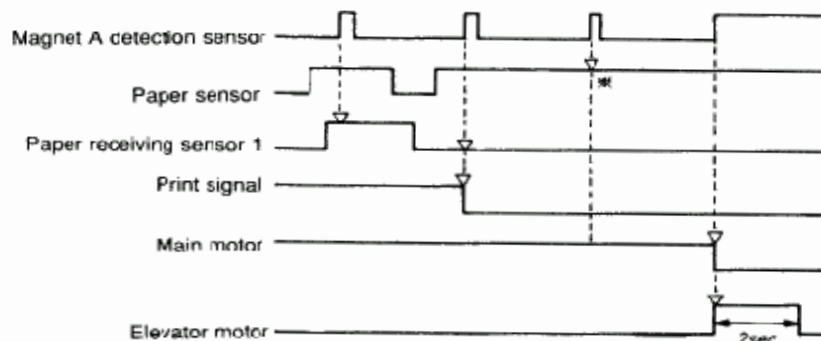 Magnet A detection sensor
Paper sensor
※
Paper receiving sensor 1
Print signal
Main motor
Elevator motor
2sec